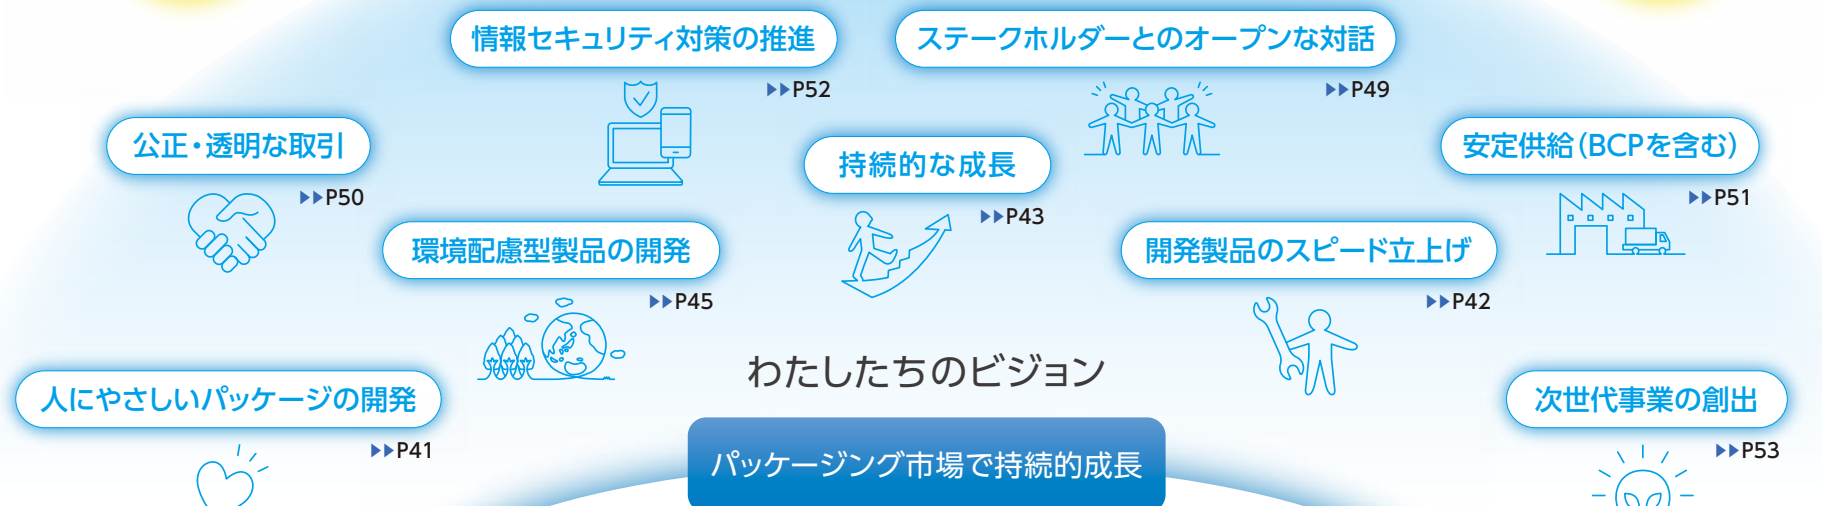 情報セキュリティ対策の推進
▶▶P52
ステークホルダーとのオープンな対話
▶▶P49
公正・透明な取引
▶▶P50
持続的な成長
▶▶P43
安定供給(BCPを含む)
▶▶P51
環境配慮型製品の開発
▶▶P45
開発製品のスピード立上げ
▶▶P42
わたしたちのビジョン
人にやさしいパッケージの開発
▶▶P41
次世代事業の創出
▶▶P53
パッケージング市場で持続的成長